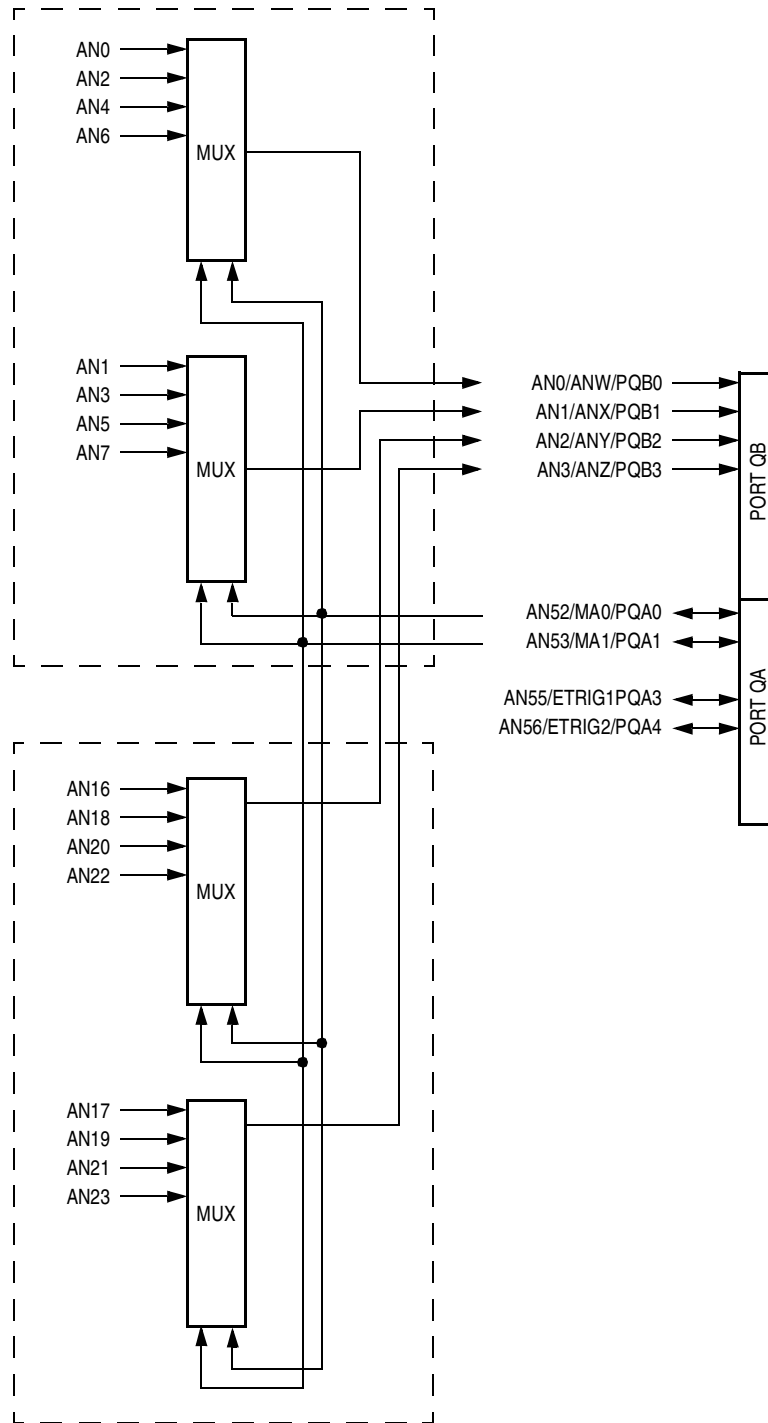 AN0
AN2
AN4
AN6
MUX
AN1
AN3
AN5
AN7
MUX
AN0/ANW/PQB0
AN1/ANX/PQB1
AN2/ANY/PQB2
AN3/ANZ/PQB3
PORT QB
AN52/MA0/PQA0
AN53/MA1/PQA1
AN55/ETRIG1PQA3
AN56/ETRIG2/PQA4
PORT QA
AN16
AN18
AN20
AN22
MUX
AN17
AN19
AN21
AN23
MUX